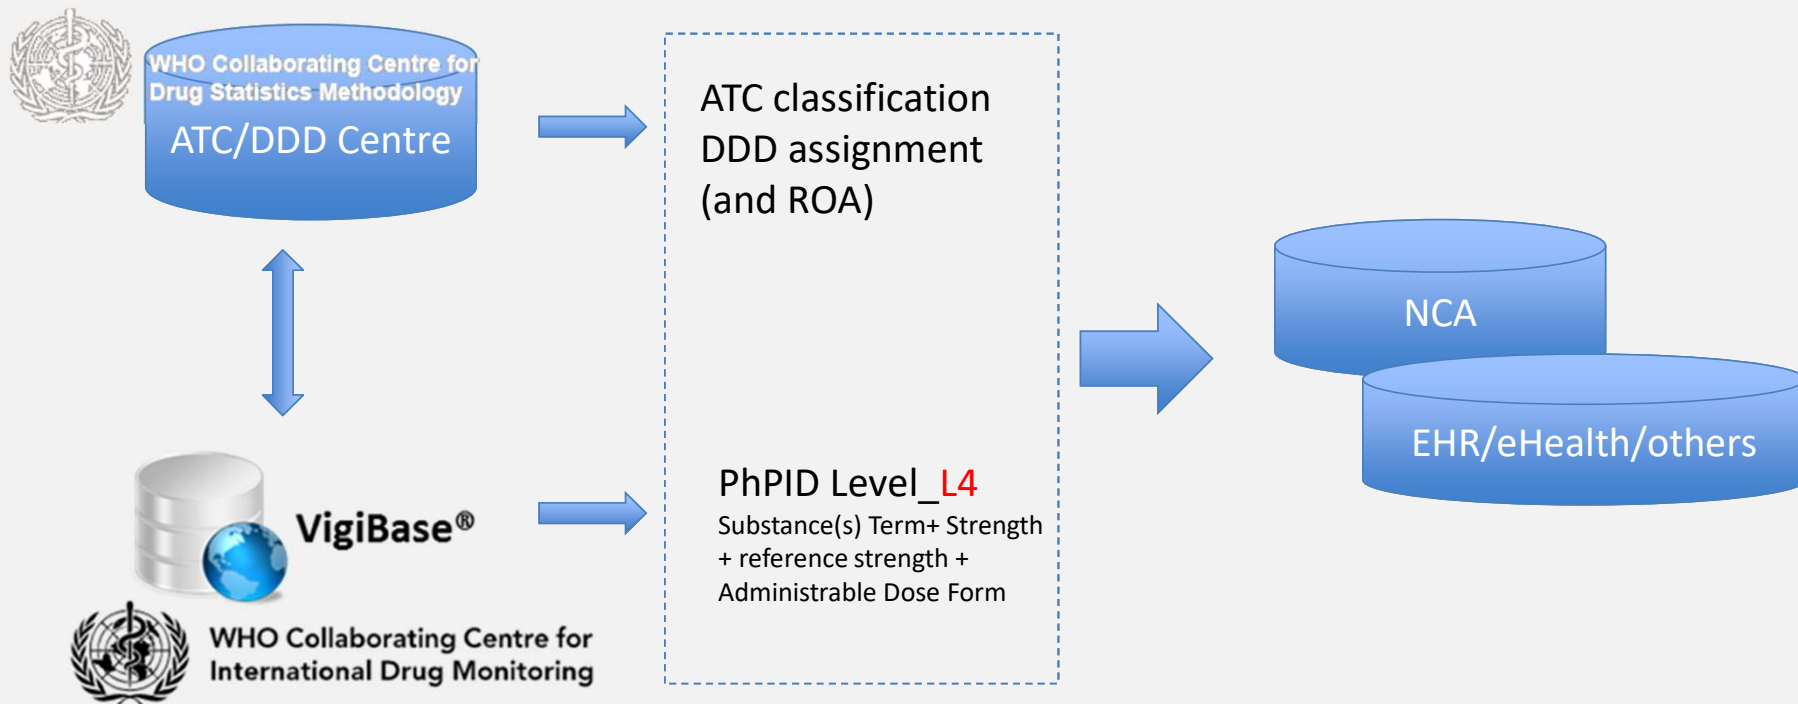 WHO Collaborating Centre for
Drug Statistics Methodology
ATC/DDD Centre
ATC classification
DDD assignment
(and ROA)
NCA
EHR/eHealth/others
VigiBase®
PhPID Level_L4
Substance(s) Term+ Strength
+ reference strength +
Administrable Dose Form
WHO Collaborating Centre for
International Drug Monitoring